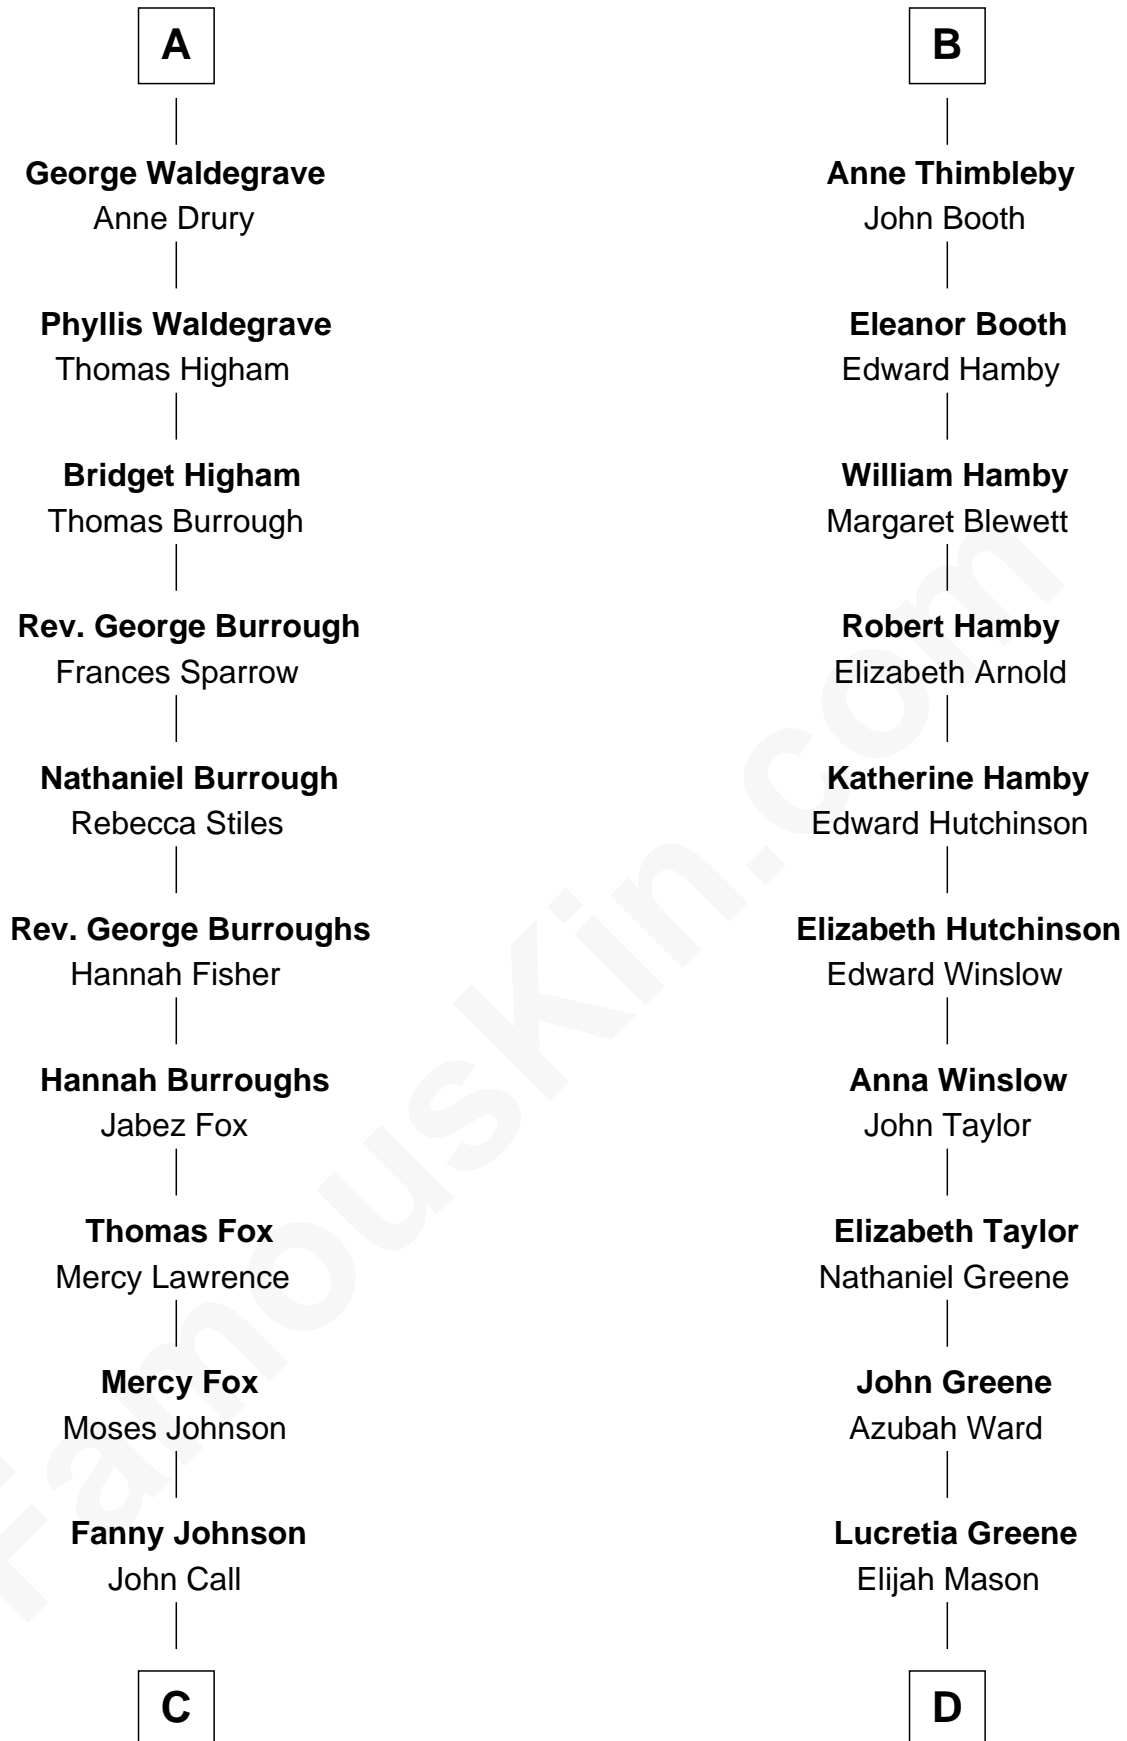 A
George Waldegrave
Anne Drury
Phyllis Waldegrave
Thomas Higham
Bridget Higham
Thomas Burrough
Rev. George Burrough
Frances Sparrow
Nathaniel Burrough
Rebecca Stiles
Rev. George Burroughs
Hannah Fisher
Hannah Burroughs
Jabez Fox
Thomas Fox
Mercy Lawrence
Mercy Fox
Moses Johnson
Fanny Johnson
John Call
C
B
Anne Thimbleby
John Booth
Eleanor Booth
Edward Hamby
William Hamby
Margaret Blewett
Robert Hamby
Elizabeth Arnold
Katherine Hamby
Edward Hutchinson
Elizabeth Hutchinson
Edward Winslow
Anna Winslow
John Taylor
Elizabeth Taylor
Nathaniel Greene
John Greene
Azubah Ward
Lucretia Greene
Elijah Mason
D
FamousKin.com